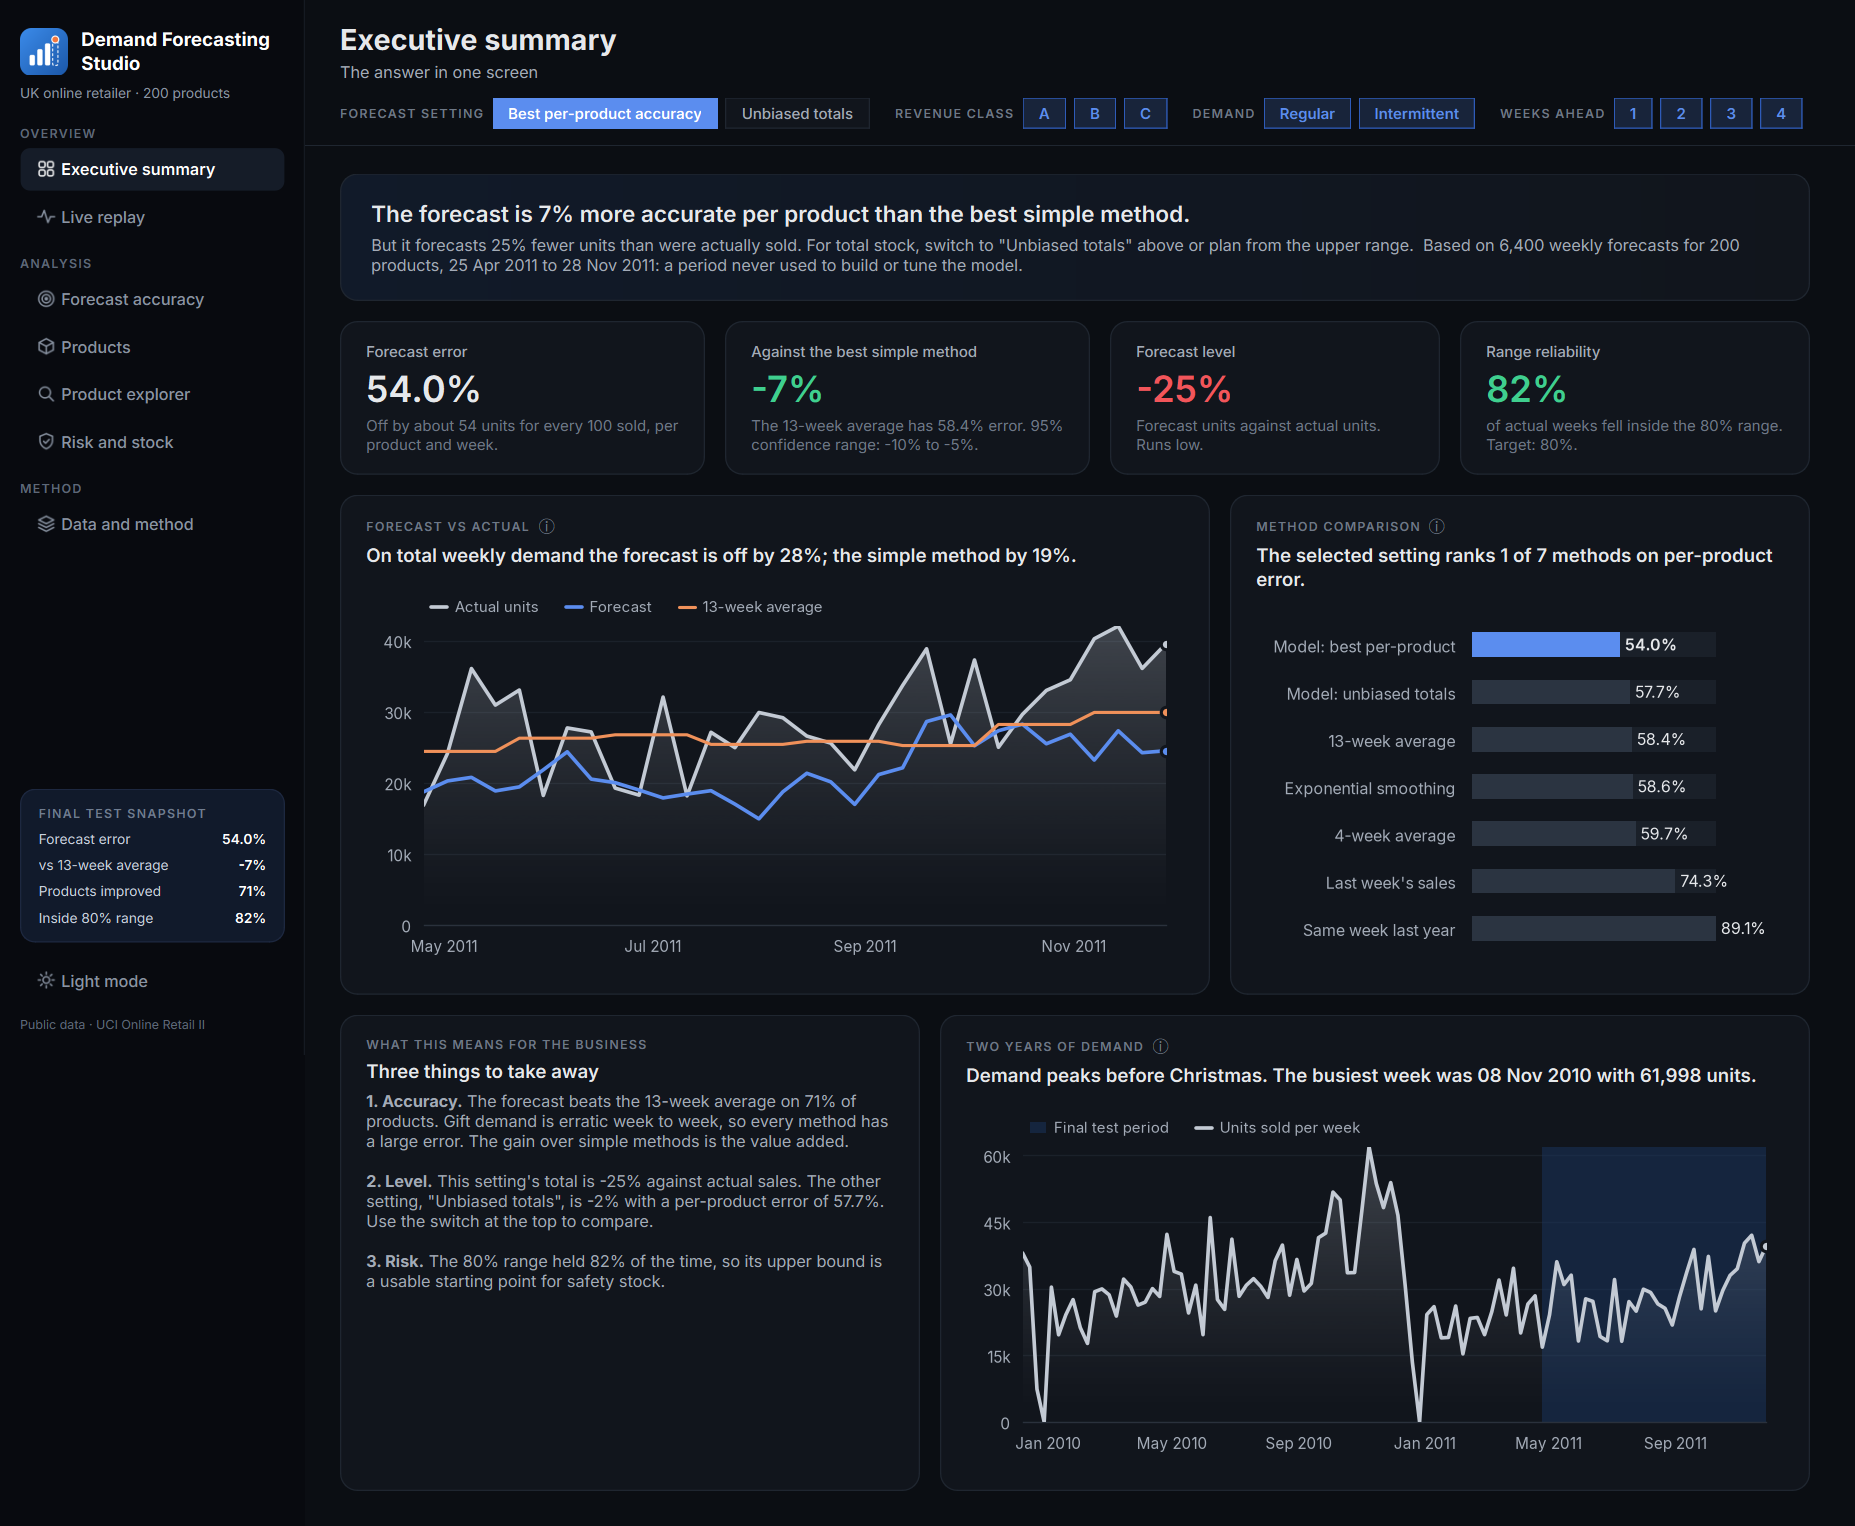 Demand Forecasting
Studio
UK online retailer · 200 products
OVERVIEW
Executive summary
Live replay
ANALYSIS
Forecast accuracy
Products
Product explorer
Risk and stock
METHOD
Data and method
FINAL TEST SNAPSHOT
Forecast error 54.0%
vs 13-week average -7%
Products improved 71%
Inside 80% range 82%
Light mode
Public data · UCI Online Retail II
Executive summary
The answer in one screen
FORECAST SETTING Best per-product accuracy Unbiased totals REVENUE CLASS A B C DEMAND Regular Intermittent WEEKS AHEAD 1 2 3 4
The forecast is 7% more accurate per product than the best simple method.
But it forecasts 25% fewer units than were actually sold. For total stock, switch to "Unbiased totals" above or plan from the upper range. Based on 6,400 weekly forecasts for 200
products, 25 Apr 2011 to 28 Nov 2011: a period never used to build or tune the model.
Forecast error
54.0%
Off by about 54 units for every 100 sold, per
product and week.
Against the best simple method
-7%
The 13-week average has 58.4% error. 95%
confidence range: -10% to -5%.
Forecast level
-25%
Forecast units against actual units.
Runs low.
Range reliability
82%
of actual weeks fell inside the 80% range.
Target: 80%.
FORECAST VS ACTUAL ⓘ
On total weekly demand the forecast is off by 28%; the simple method by 19%.
Actual units Forecast 13-week average
40k
30k
20k
10k
0
May 2011 Jul 2011 Sep 2011 Nov 2011
METHOD COMPARISON ⓘ
The selected setting ranks 1 of 7 methods on per-product
error.
Model: best per-product 54.0%
Model: unbiased totals 57.7%
13-week average 58.4%
Exponential smoothing 58.6%
4-week average 59.7%
Last week's sales 74.3%
Same week last year 89.1%
WHAT THIS MEANS FOR THE BUSINESS
Three things to take away
1. Accuracy. The forecast beats the 13-week average on 71% of
products. Gift demand is erratic week to week, so every method has
a large error. The gain over simple methods is the value added.
2. Level. This setting's total is -25% against actual sales. The other
setting, "Unbiased totals", is -2% with a per-product error of 57.7%.
Use the switch at the top to compare.
3. Risk. The 80% range held 82% of the time, so its upper bound is
a usable starting point for safety stock.
TWO YEARS OF DEMAND ⓘ
Demand peaks before Christmas. The busiest week was 08 Nov 2010 with 61,998 units.
Final test period Units sold per week
60k
45k
30k
15k
0
Jan 2010 May 2010 Sep 2010 Jan 2011 May 2011 Sep 2011